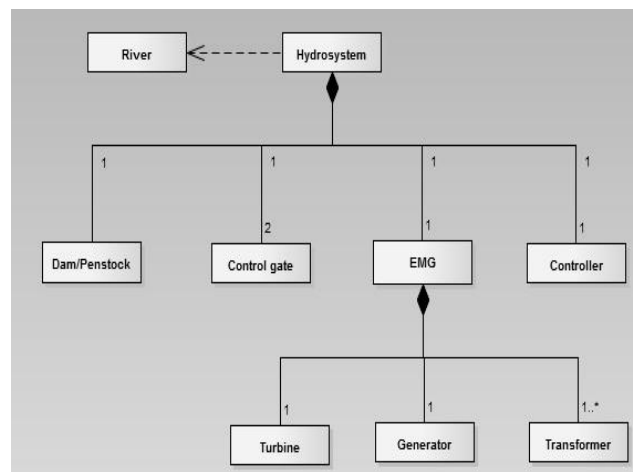 River
Hydrosystem
1
1
1
1
2
1
1
Dam/Penstock
Control gate
EMG
Controller
1
1
1..*
Turbine
Generator
Transformer